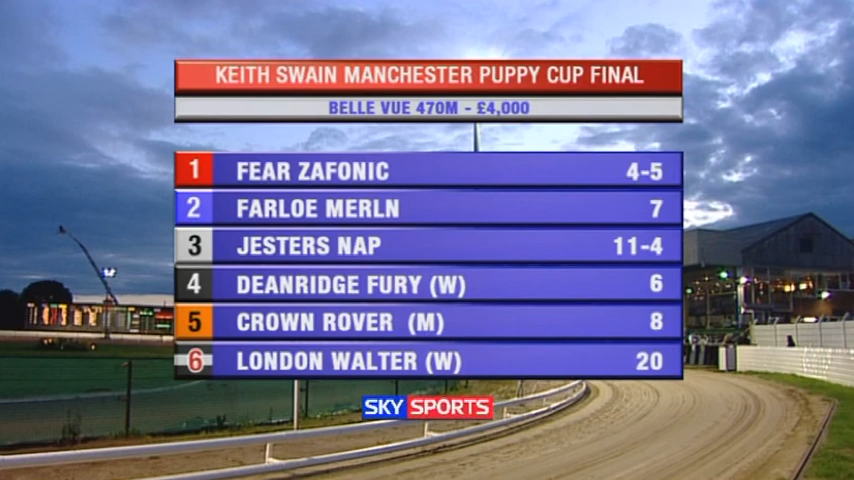 KEITH SWAIN MANCHESTER PUPPY CUP FINAL
BELLE VUE 470M - £4,000
1 FEAR ZAFONIC 4-5
2 FARLOE MERLN 7
3 JESTERS NAP 11-4
4 DEANRIDGE FURY (W) 6
5 CROWN ROVER (M) 8
6 LONDON WALTER (W) 20
SKY SPORTS